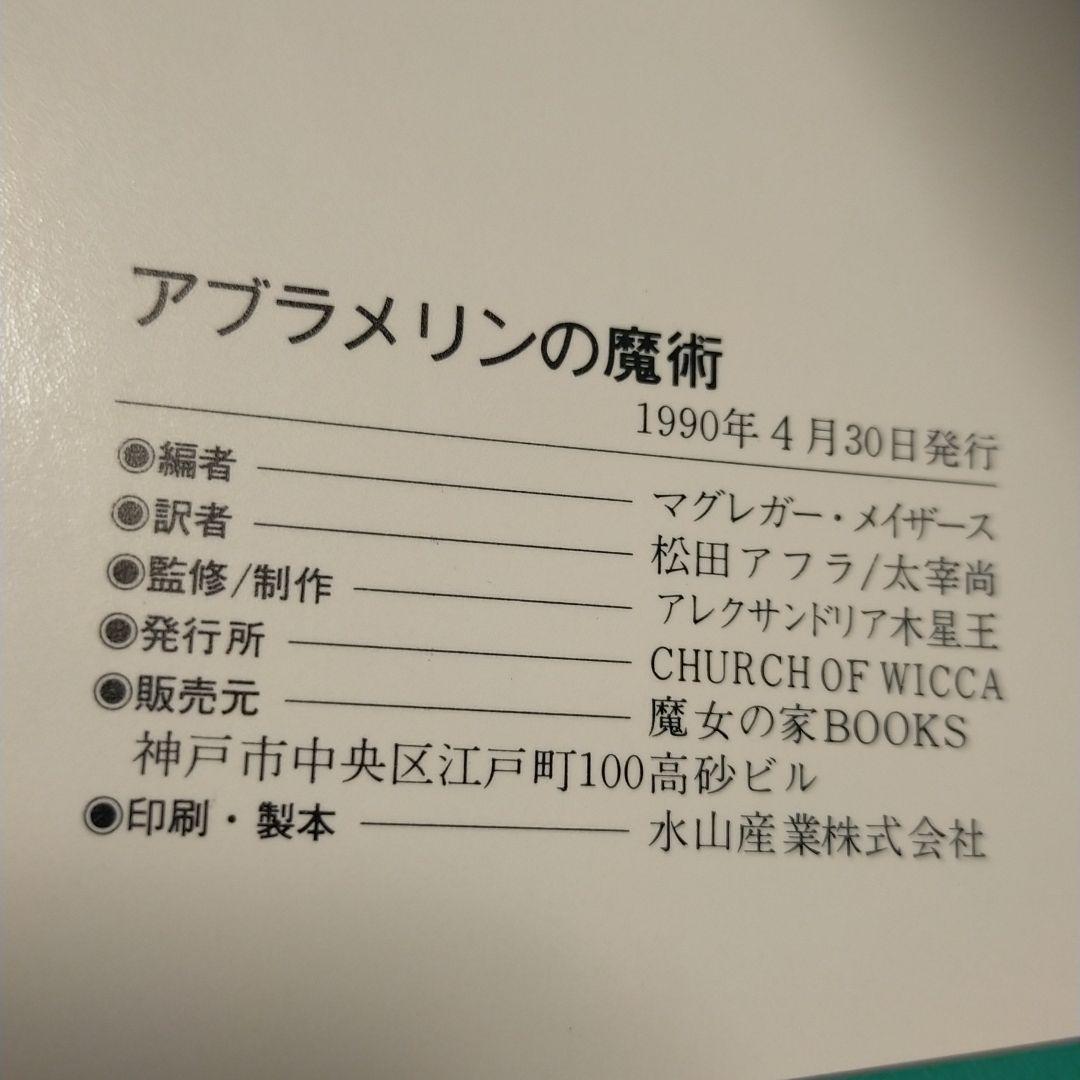 アブラメリンの魔術
1990年4月30日発行
◉編者 マグレガー・メイザース
◉訳者 松田アフラ/太宰尚
◉監修/制作 アレクサンドリア木星王
◉発行所 CHURCH OF WICCA
◉販売元 魔女の家BOOKS
神戸市中央区江戸町100高砂ビル
◉印刷・製本 水山産業株式会社